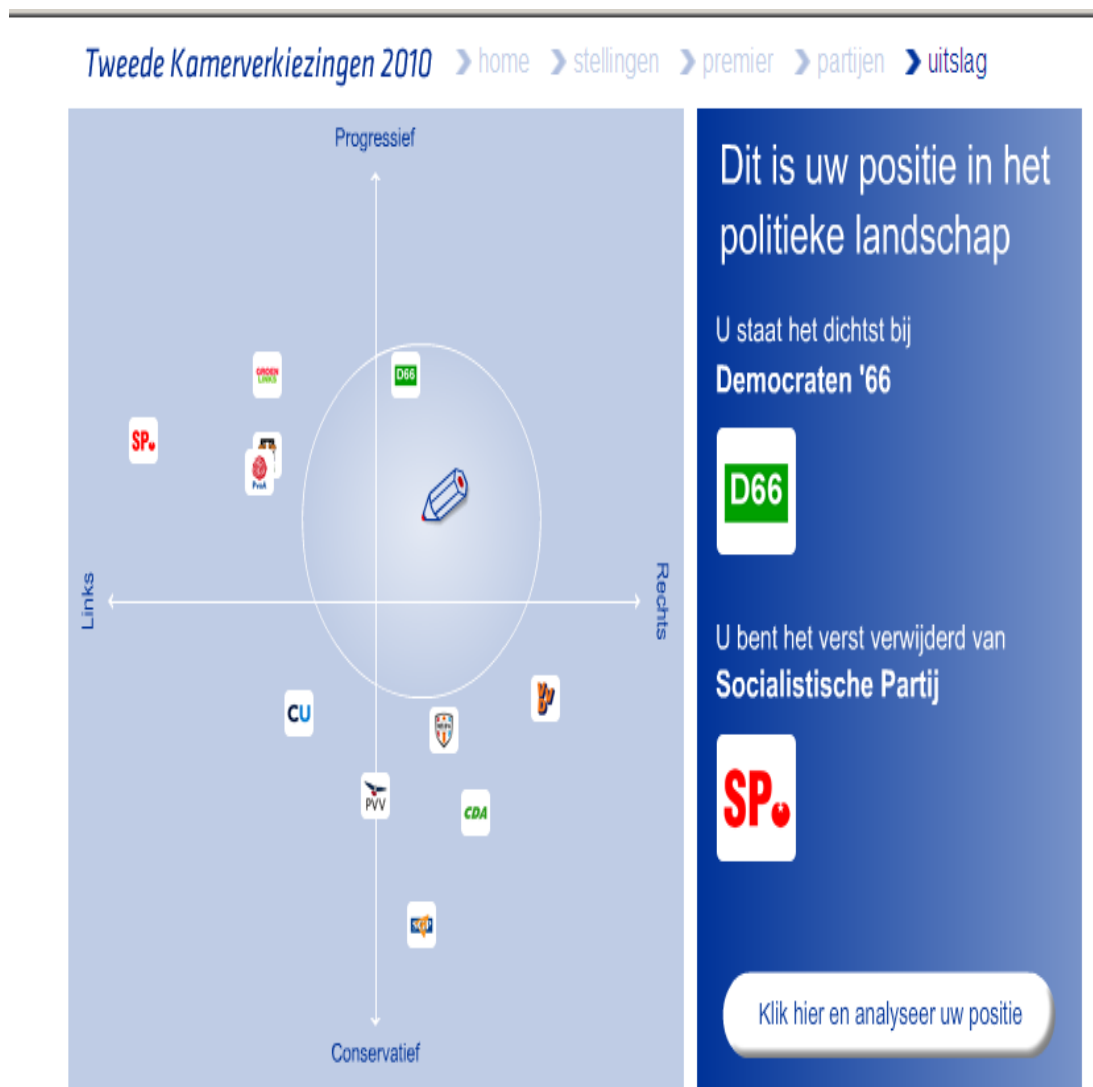 Tweede Kamerverkiezingen 2010 home stellingen premier partijen uitslag
Progressief
Links
Rechts
Conservatief
GROEN
LINKS
D66
SP.
PvdA
CU
VVD
PVV
CDA
SGP
Dit is uw positie in het
politieke landschap
U staat het dichtst bij
Democraten '66
D66
U bent het verst verwijderd van
Socialistische Partij
SP.
Klik hier en analyseer uw positie